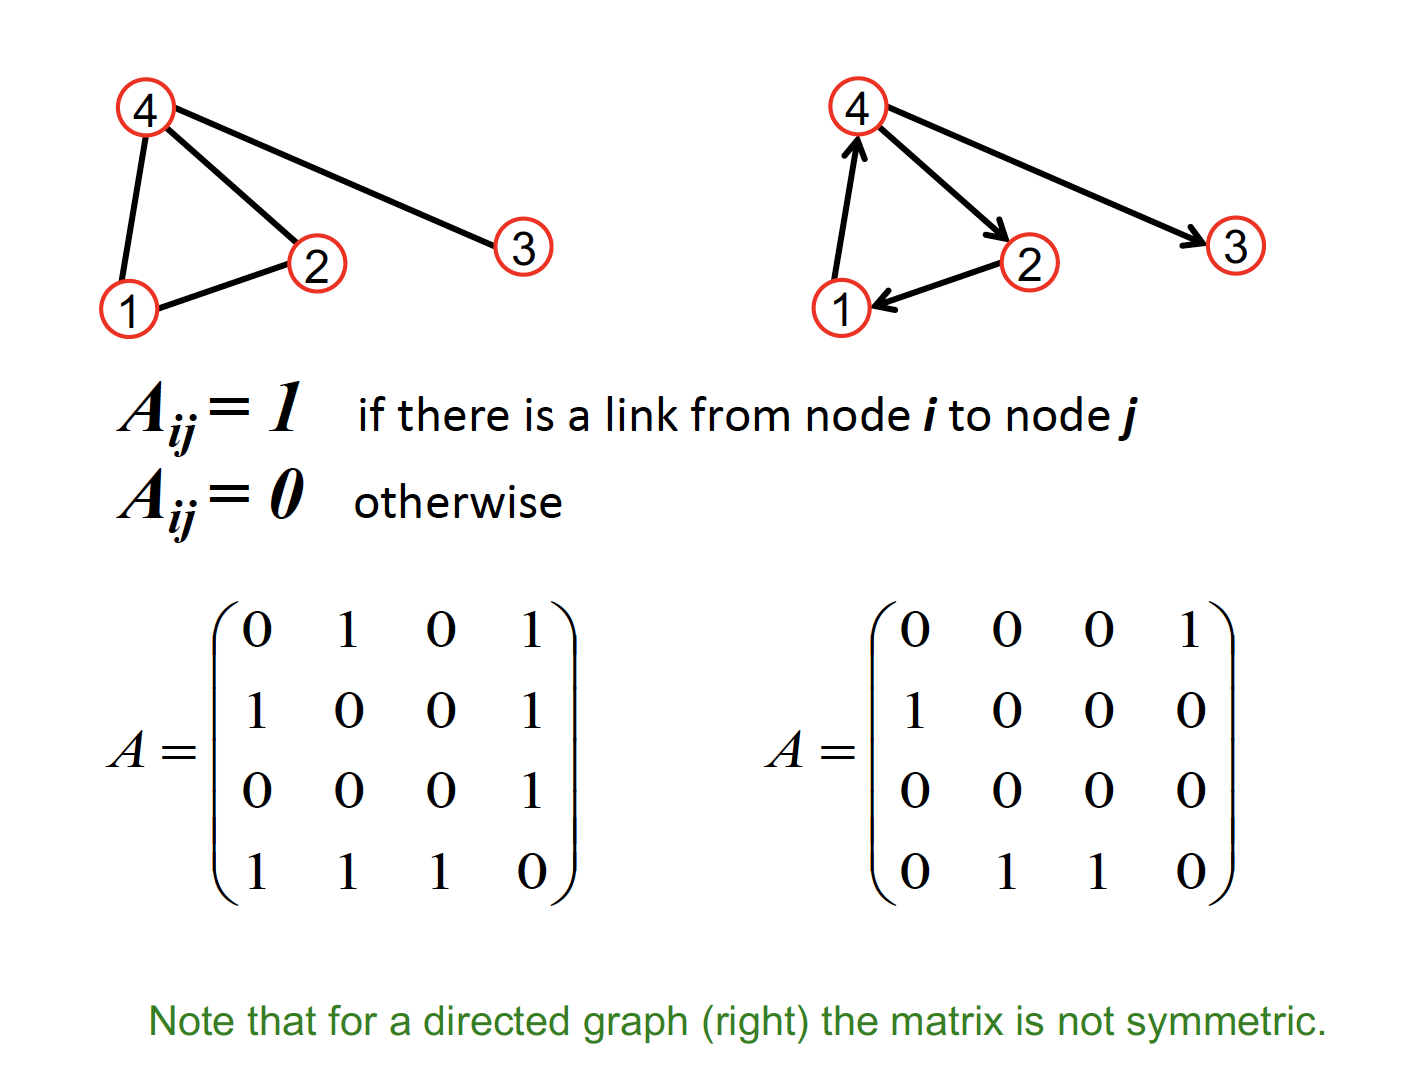 4
2
3
1
4
2
3
1
A_ij = 1 if there is a link from node i to node j
A_ij = 0 otherwise
A = ( 0 1 0 1
1 0 0 1
0 0 0 1
1 1 1 0 )
A = ( 0 0 0 1
1 0 0 0
0 0 0 0
0 1 1 0 )
Note that for a directed graph (right) the matrix is not symmetric.